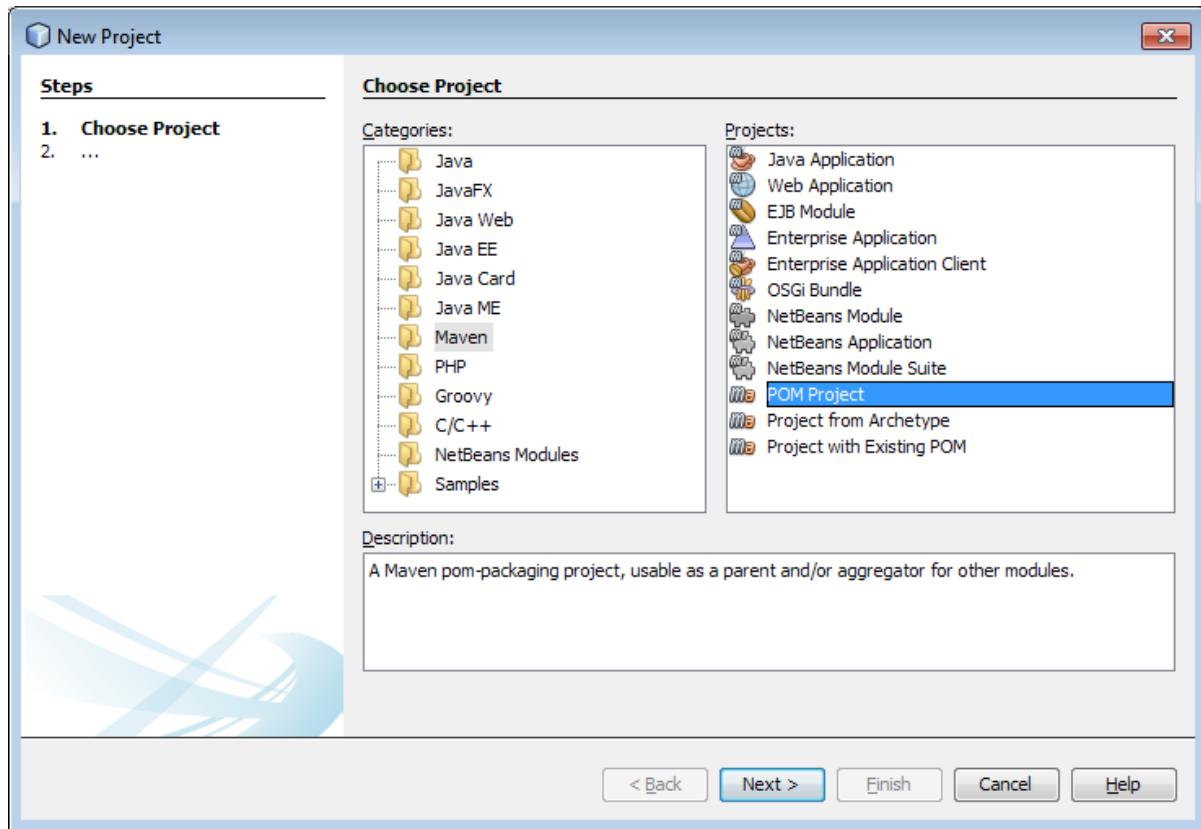 New Project
Steps
1. Choose Project
2. ...
Choose Project
Categories:
Java
JavaFX
Java Web
Java EE
Java Card
Java ME
Maven
PHP
Groovy
C/C++
NetBeans Modules
Samples
Projects:
Java Application
Web Application
EJB Module
Enterprise Application
Enterprise Application Client
OSGi Bundle
NetBeans Module
NetBeans Application
NetBeans Module Suite
POM Project
Project from Archetype
Project with Existing POM
Description:
A Maven pom-packaging project, usable as a parent and/or aggregator for other modules.
< Back
Next >
Finish
Cancel
Help